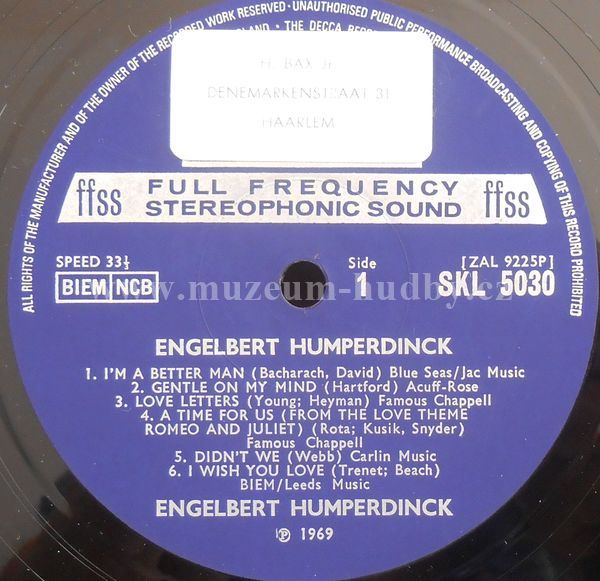 ALL RIGHTS OF THE MANUFACTURER AND OF THE OWNER OF THE RECORDED WORK RESERVED · UNAUTHORISED PUBLIC PERFORMANCE BROADCASTING AND COPYING OF THIS RECORD PROHIBITED
THE DECCA
H. BAX Jr.
DENEMARKENSTRAAT 31
HAARLEM
ffss FULL FREQUENCY STEREOPHONIC SOUND ffss
SPEED 33⅓
BIEM NCB
Side
1
[ZAL 9225P]
SKL 5030
www.muzeum-hudby.cz
ENGELBERT HUMPERDINCK
1. I'M A BETTER MAN (Bacharach, David) Blue Seas/Jac Music
2. GENTLE ON MY MIND (Hartford) Acuff-Rose
3. LOVE LETTERS (Young; Heyman) Famous Chappell
4. A TIME FOR US (FROM THE LOVE THEME
ROMEO AND JULIET) (Rota; Kusik, Snyder)
Famous Chappell
5. DIDN'T WE (Webb) Carlin Music
6. I WISH YOU LOVE (Trenet; Beach)
BIEM/Leeds Music
ENGELBERT HUMPERDINCK
℗ 1969